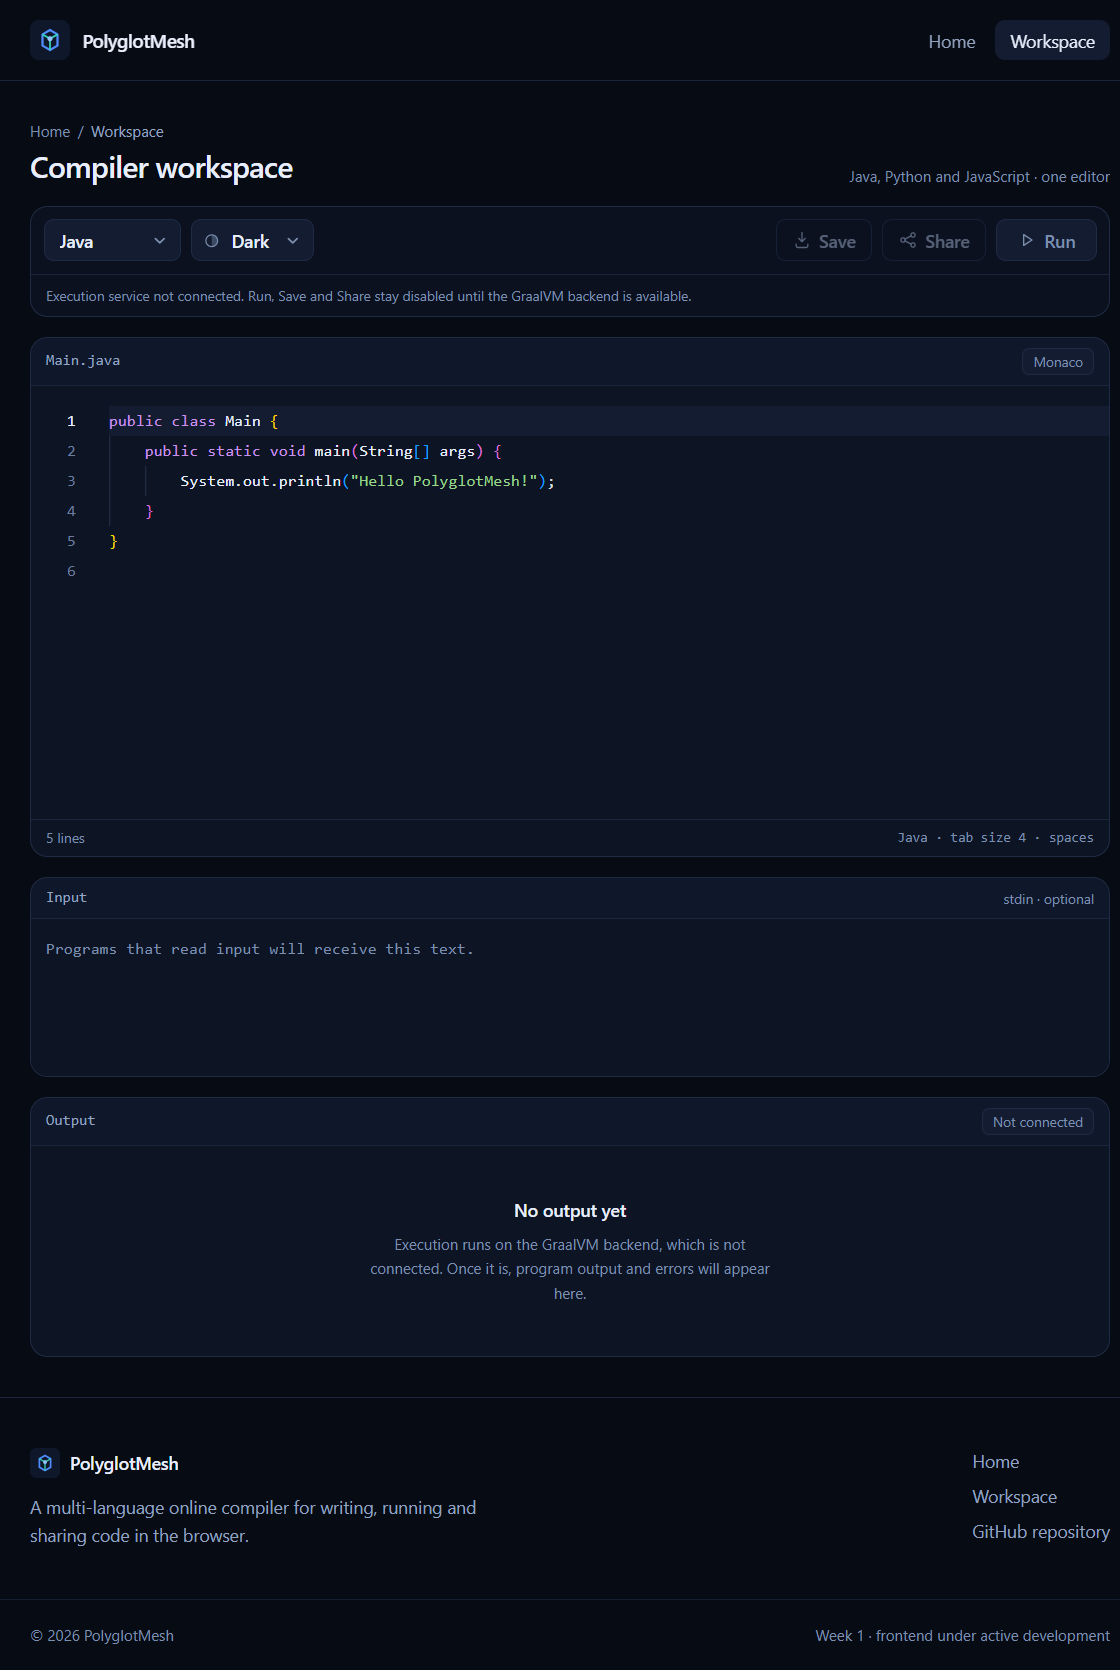 PolyglotMesh
Home
Workspace
Home / Workspace
Compiler workspace
Java, Python and JavaScript · one editor
Java
Dark
Save
Share
Run
Execution service not connected. Run, Save and Share stay disabled until the GraalVM backend is available.
Main.java
Monaco
1 public class Main {
2     public static void main(String[] args) {
3         System.out.println("Hello PolyglotMesh!");
4     }
5 }
6
5 lines
Java · tab size 4 · spaces
Input
stdin · optional
Programs that read input will receive this text.
Output
Not connected
No output yet
Execution runs on the GraalVM backend, which is not
connected. Once it is, program output and errors will appear
here.
PolyglotMesh
A multi-language online compiler for writing, running and
sharing code in the browser.
Home
Workspace
GitHub repository
© 2026 PolyglotMesh
Week 1 · frontend under active development